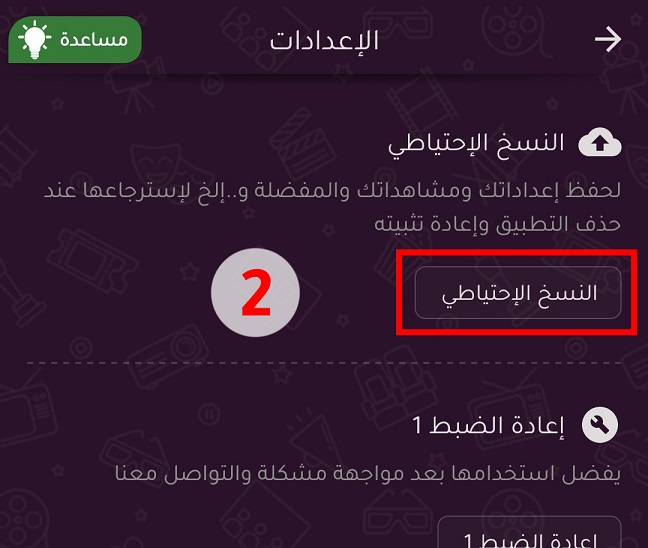 الإعدادات
مساعدة
النسخ الإحتياطي
لحفظ إعداداتك ومشاهداتك والمفضلة و..إلخ لإسترجاعها عند
حذف التطبيق وإعادة تثبيته
النسخ الإحتياطي
2
إعادة الضبط 1
يفضل استخدامها بعد مواجهة مشكلة والتواصل معنا
إعادة الضبط 1